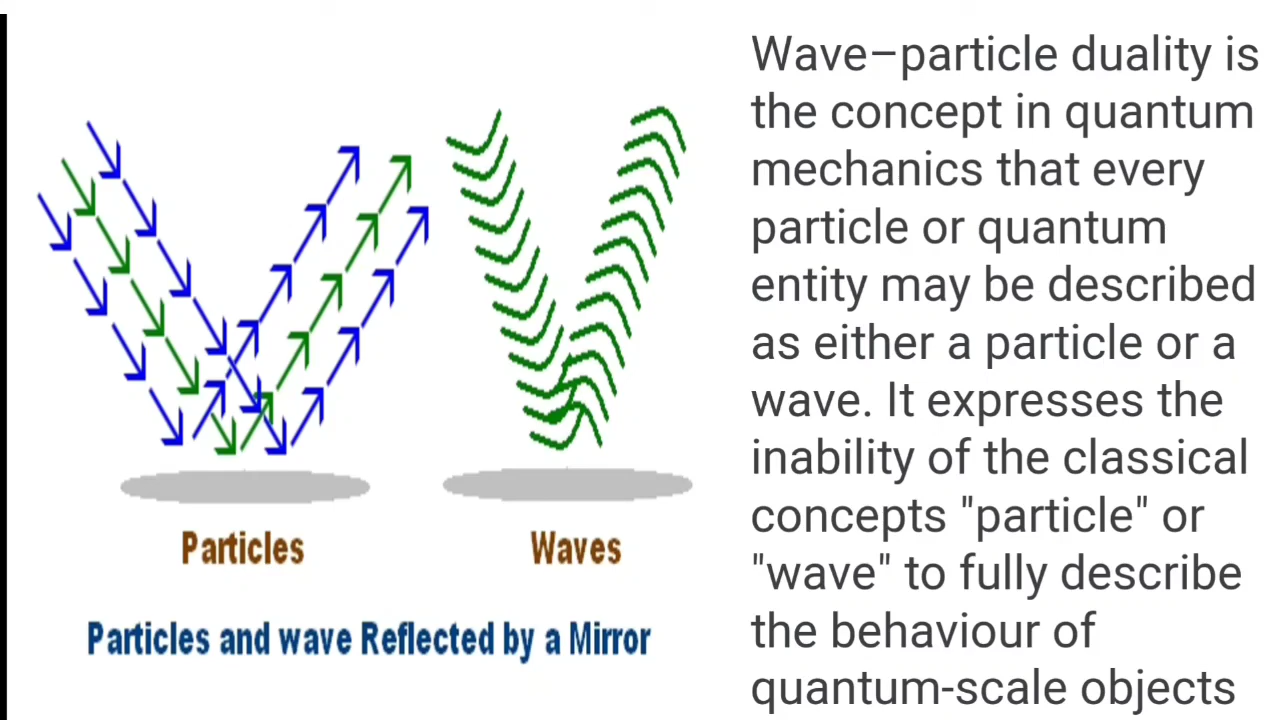 Particles
Waves
Particles and wave Reflected by a Mirror
Wave–particle duality is
the concept in quantum
mechanics that every
particle or quantum
entity may be described
as either a particle or a
wave. It expresses the
inability of the classical
concepts "particle" or
"wave" to fully describe
the behaviour of
quantum-scale objects